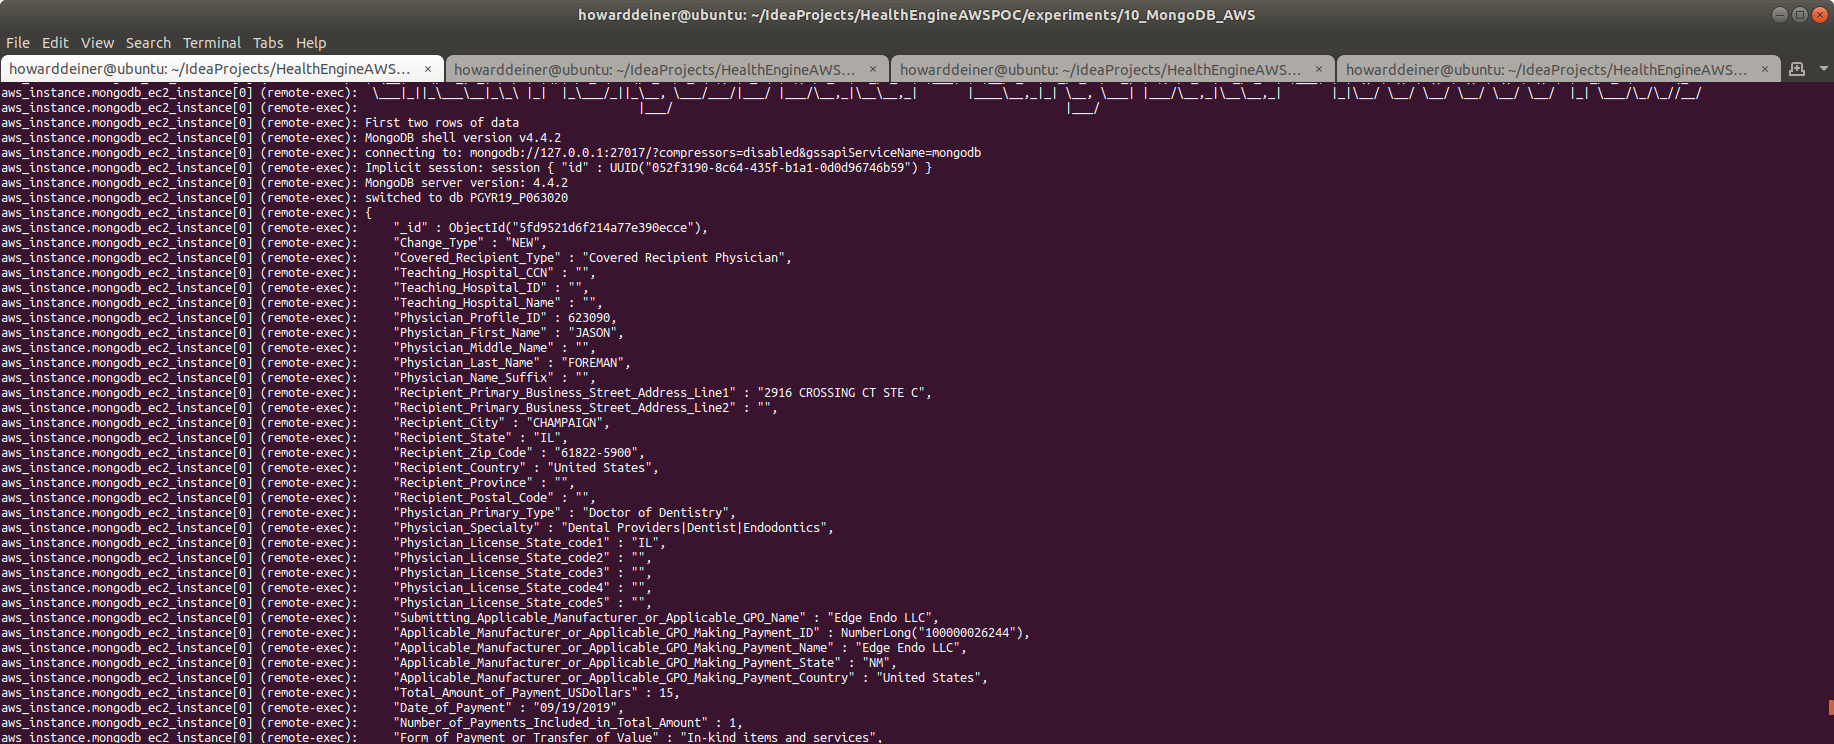 howarddeiner@ubuntu: ~/IdeaProjects/HealthEngineAWSPOC/experiments/10_MongoDB_AWS
File Edit View Search Terminal Tabs Help
howarddeiner@ubuntu: ~/IdeaProjects/HealthEngineAWS... × howarddeiner@ubuntu: ~/IdeaProjects/HealthEngineAWS... × howarddeiner@ubuntu: ~/IdeaProjects/HealthEngineAWS... × howarddeiner@ubuntu: ~/IdeaProjects/HealthEngineAWS... ×
aws_instance.mongodb_ec2_instance[0] (remote-exec):
aws_instance.mongodb_ec2_instance[0] (remote-exec):
aws_instance.mongodb_ec2_instance[0] (remote-exec): First two rows of data
aws_instance.mongodb_ec2_instance[0] (remote-exec): MongoDB shell version v4.4.2
aws_instance.mongodb_ec2_instance[0] (remote-exec): connecting to: mongodb://127.0.0.1:27017/?compressors=disabled&gssapiServiceName=mongodb
aws_instance.mongodb_ec2_instance[0] (remote-exec): Implicit session: session { "id" : UUID("052f3190-8c64-435f-b1a1-0d0d96746b59") }
aws_instance.mongodb_ec2_instance[0] (remote-exec): MongoDB server version: 4.4.2
aws_instance.mongodb_ec2_instance[0] (remote-exec): switched to db PGYR19_P063020
aws_instance.mongodb_ec2_instance[0] (remote-exec): {
aws_instance.mongodb_ec2_instance[0] (remote-exec): "_id" : ObjectId("5fd9521d6f214a77e390ecce"),
aws_instance.mongodb_ec2_instance[0] (remote-exec): "Change_Type" : "NEW",
aws_instance.mongodb_ec2_instance[0] (remote-exec): "Covered_Recipient_Type" : "Covered Recipient Physician",
aws_instance.mongodb_ec2_instance[0] (remote-exec): "Teaching_Hospital_CCN" : "",
aws_instance.mongodb_ec2_instance[0] (remote-exec): "Teaching_Hospital_ID" : "",
aws_instance.mongodb_ec2_instance[0] (remote-exec): "Teaching_Hospital_Name" : "",
aws_instance.mongodb_ec2_instance[0] (remote-exec): "Physician_Profile_ID" : 623090,
aws_instance.mongodb_ec2_instance[0] (remote-exec): "Physician_First_Name" : "JASON",
aws_instance.mongodb_ec2_instance[0] (remote-exec): "Physician_Middle_Name" : "",
aws_instance.mongodb_ec2_instance[0] (remote-exec): "Physician_Last_Name" : "FOREMAN",
aws_instance.mongodb_ec2_instance[0] (remote-exec): "Physician_Name_Suffix" : "",
aws_instance.mongodb_ec2_instance[0] (remote-exec): "Recipient_Primary_Business_Street_Address_Line1" : "2916 CROSSING CT STE C",
aws_instance.mongodb_ec2_instance[0] (remote-exec): "Recipient_Primary_Business_Street_Address_Line2" : "",
aws_instance.mongodb_ec2_instance[0] (remote-exec): "Recipient_City" : "CHAMPAIGN",
aws_instance.mongodb_ec2_instance[0] (remote-exec): "Recipient_State" : "IL",
aws_instance.mongodb_ec2_instance[0] (remote-exec): "Recipient_Zip_Code" : "61822-5900",
aws_instance.mongodb_ec2_instance[0] (remote-exec): "Recipient_Country" : "United States",
aws_instance.mongodb_ec2_instance[0] (remote-exec): "Recipient_Province" : "",
aws_instance.mongodb_ec2_instance[0] (remote-exec): "Recipient_Postal_Code" : "",
aws_instance.mongodb_ec2_instance[0] (remote-exec): "Physician_Primary_Type" : "Doctor of Dentistry",
aws_instance.mongodb_ec2_instance[0] (remote-exec): "Physician_Specialty" : "Dental Providers|Dentist|Endodontics",
aws_instance.mongodb_ec2_instance[0] (remote-exec): "Physician_License_State_code1" : "IL",
aws_instance.mongodb_ec2_instance[0] (remote-exec): "Physician_License_State_code2" : "",
aws_instance.mongodb_ec2_instance[0] (remote-exec): "Physician_License_State_code3" : "",
aws_instance.mongodb_ec2_instance[0] (remote-exec): "Physician_License_State_code4" : "",
aws_instance.mongodb_ec2_instance[0] (remote-exec): "Physician_License_State_code5" : "",
aws_instance.mongodb_ec2_instance[0] (remote-exec): "Submitting_Applicable_Manufacturer_or_Applicable_GPO_Name" : "Edge Endo LLC",
aws_instance.mongodb_ec2_instance[0] (remote-exec): "Applicable_Manufacturer_or_Applicable_GPO_Making_Payment_ID" : NumberLong("100000026244"),
aws_instance.mongodb_ec2_instance[0] (remote-exec): "Applicable_Manufacturer_or_Applicable_GPO_Making_Payment_Name" : "Edge Endo LLC",
aws_instance.mongodb_ec2_instance[0] (remote-exec): "Applicable_Manufacturer_or_Applicable_GPO_Making_Payment_State" : "NM",
aws_instance.mongodb_ec2_instance[0] (remote-exec): "Applicable_Manufacturer_or_Applicable_GPO_Making_Payment_Country" : "United States",
aws_instance.mongodb_ec2_instance[0] (remote-exec): "Total_Amount_of_Payment_USDollars" : 15,
aws_instance.mongodb_ec2_instance[0] (remote-exec): "Date_of_Payment" : "09/19/2019",
aws_instance.mongodb_ec2_instance[0] (remote-exec): "Number_of_Payments_Included_in_Total_Amount" : 1,
aws_instance.mongodb_ec2_instance[0] (remote-exec): "Form_of_Payment_or_Transfer_of_Value" : "In-kind items and services",